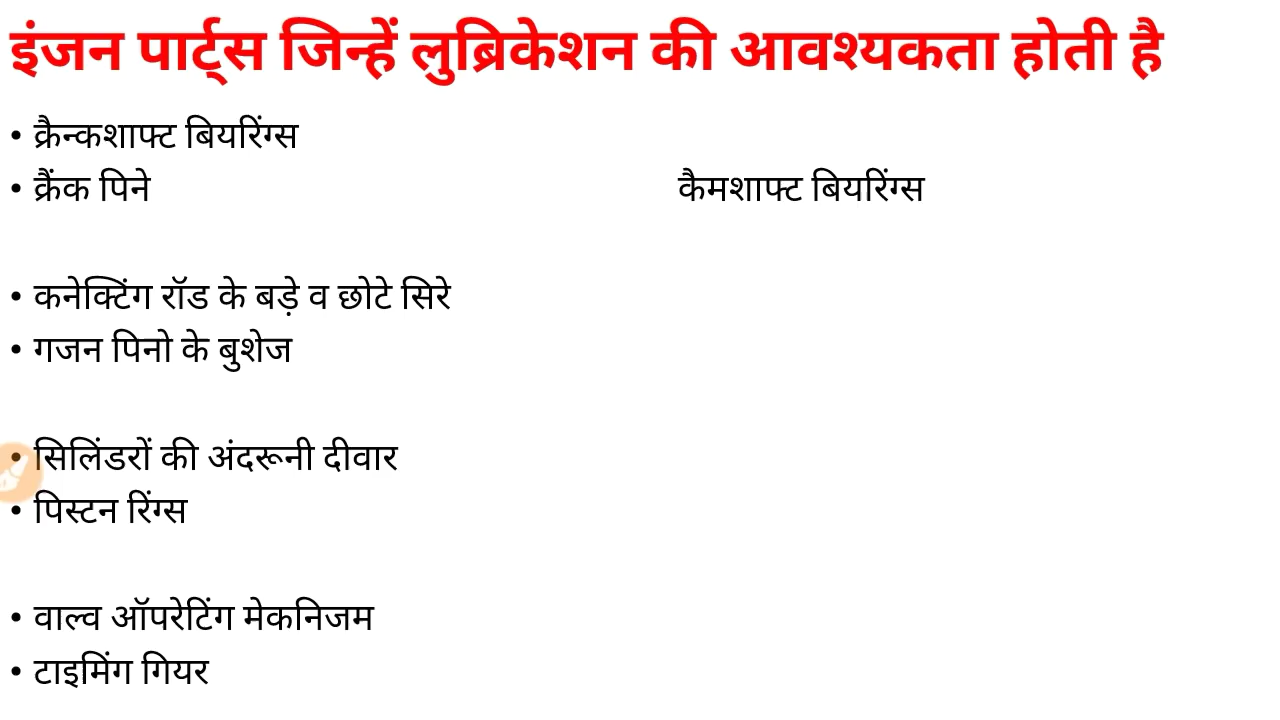 इंजन पार्ट्स जिन्हें लुब्रिकेशन की आवश्यकता होती है
• क्रैन्कशाफ्ट बियरिंग्स
• क्रैंक पिने कैमशाफ्ट बियरिंग्स
• कनेक्टिंग रॉड के बड़े व छोटे सिरे
• गजन पिनो के बुशेज
• सिलिंडरों की अंदरूनी दीवार
• पिस्टन रिंग्स
• वाल्व ऑपरेटिंग मेकनिजम
• टाइमिंग गियर